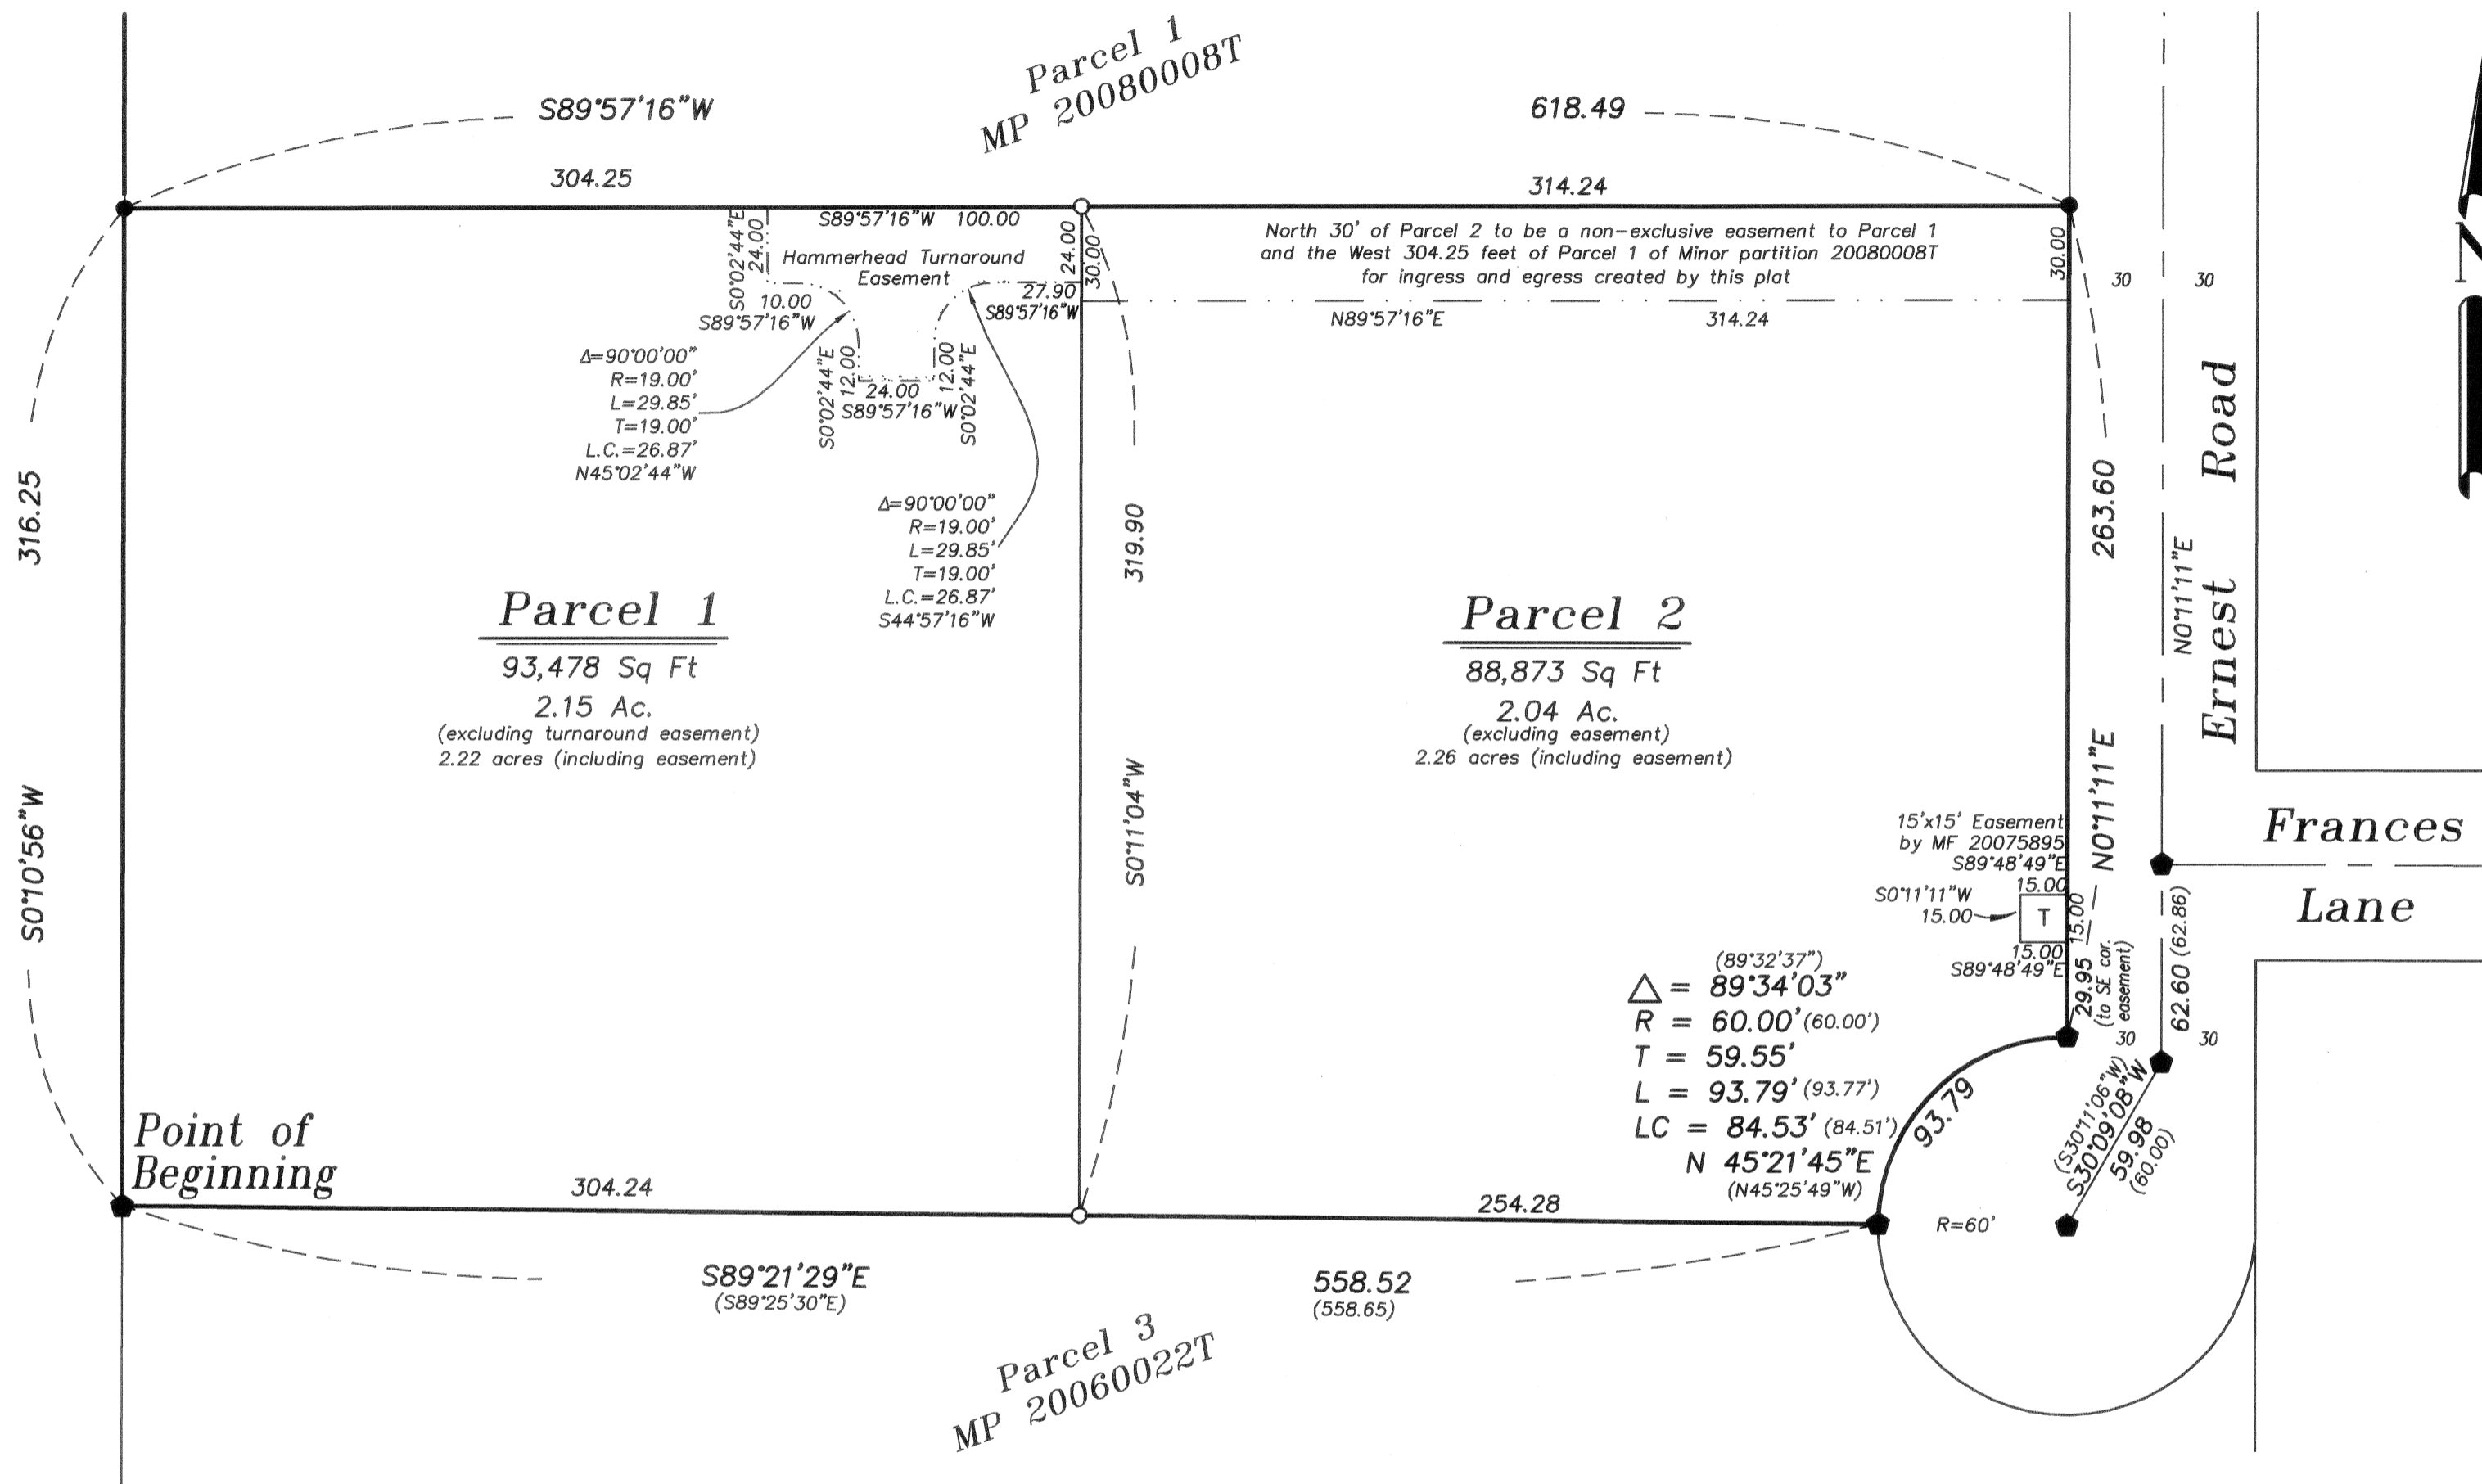 Parcel 1
MP 20080008T
S89°57'16"W
618.49
304.25
314.24
S89°57'16"W 100.00
S0°02'44"E
24.00
Hammerhead Turnaround
Easement
24.00
30.00
10.00
S89°57'16"W
27.90
S89°57'16"W
North 30' of Parcel 2 to be a non-exclusive easement to Parcel 1
and the West 304.25 feet of Parcel 1 of Minor partition 20080008T
for ingress and egress created by this plat
30.00
30
30
N89°57'16"E
314.24
Δ=90°00'00"
R=19.00'
L=29.85'
T=19.00'
L.C.=26.87'
N45°02'44"W
S0°02'44"E
12.00
24.00
S89°57'16"W
12.00
S0°02'44"E
Δ=90°00'00"
R=19.00'
L=29.85'
T=19.00'
L.C.=26.87'
S44°57'16"W
316.25
S0°10'56"W
319.90
S0°11'04"W
263.60
N0°11'11"E
N0°11'11"E
Ernest Road
Parcel 1
93,478 Sq Ft
2.15 Ac.
(excluding turnaround easement)
2.22 acres (including easement)
Parcel 2
88,873 Sq Ft
2.04 Ac.
(excluding easement)
2.26 acres (including easement)
Frances
Lane
15'x15' Easement
by MF 20075895
S89°48'49"E
15.00
S0°11'11"W
15.00
T
15.00
15.00
S89°48'49"E
29.95
(to SE cor.
easement)
62.60 (62.86)
30
30
(89°32'37")
△ = 89°34'03"
R = 60.00' (60.00')
T = 59.55'
L = 93.79' (93.77')
LC = 84.53' (84.51')
N 45°21'45"E
(N45°25'49"W)
93.79
(S30°11'06"W)
S30°09'08"W
59.98
(60.00)
R=60'
Point of
Beginning
304.24
254.28
S89°21'29"E
(S89°25'30"E)
558.52
(558.65)
Parcel 3
MP 20060022T